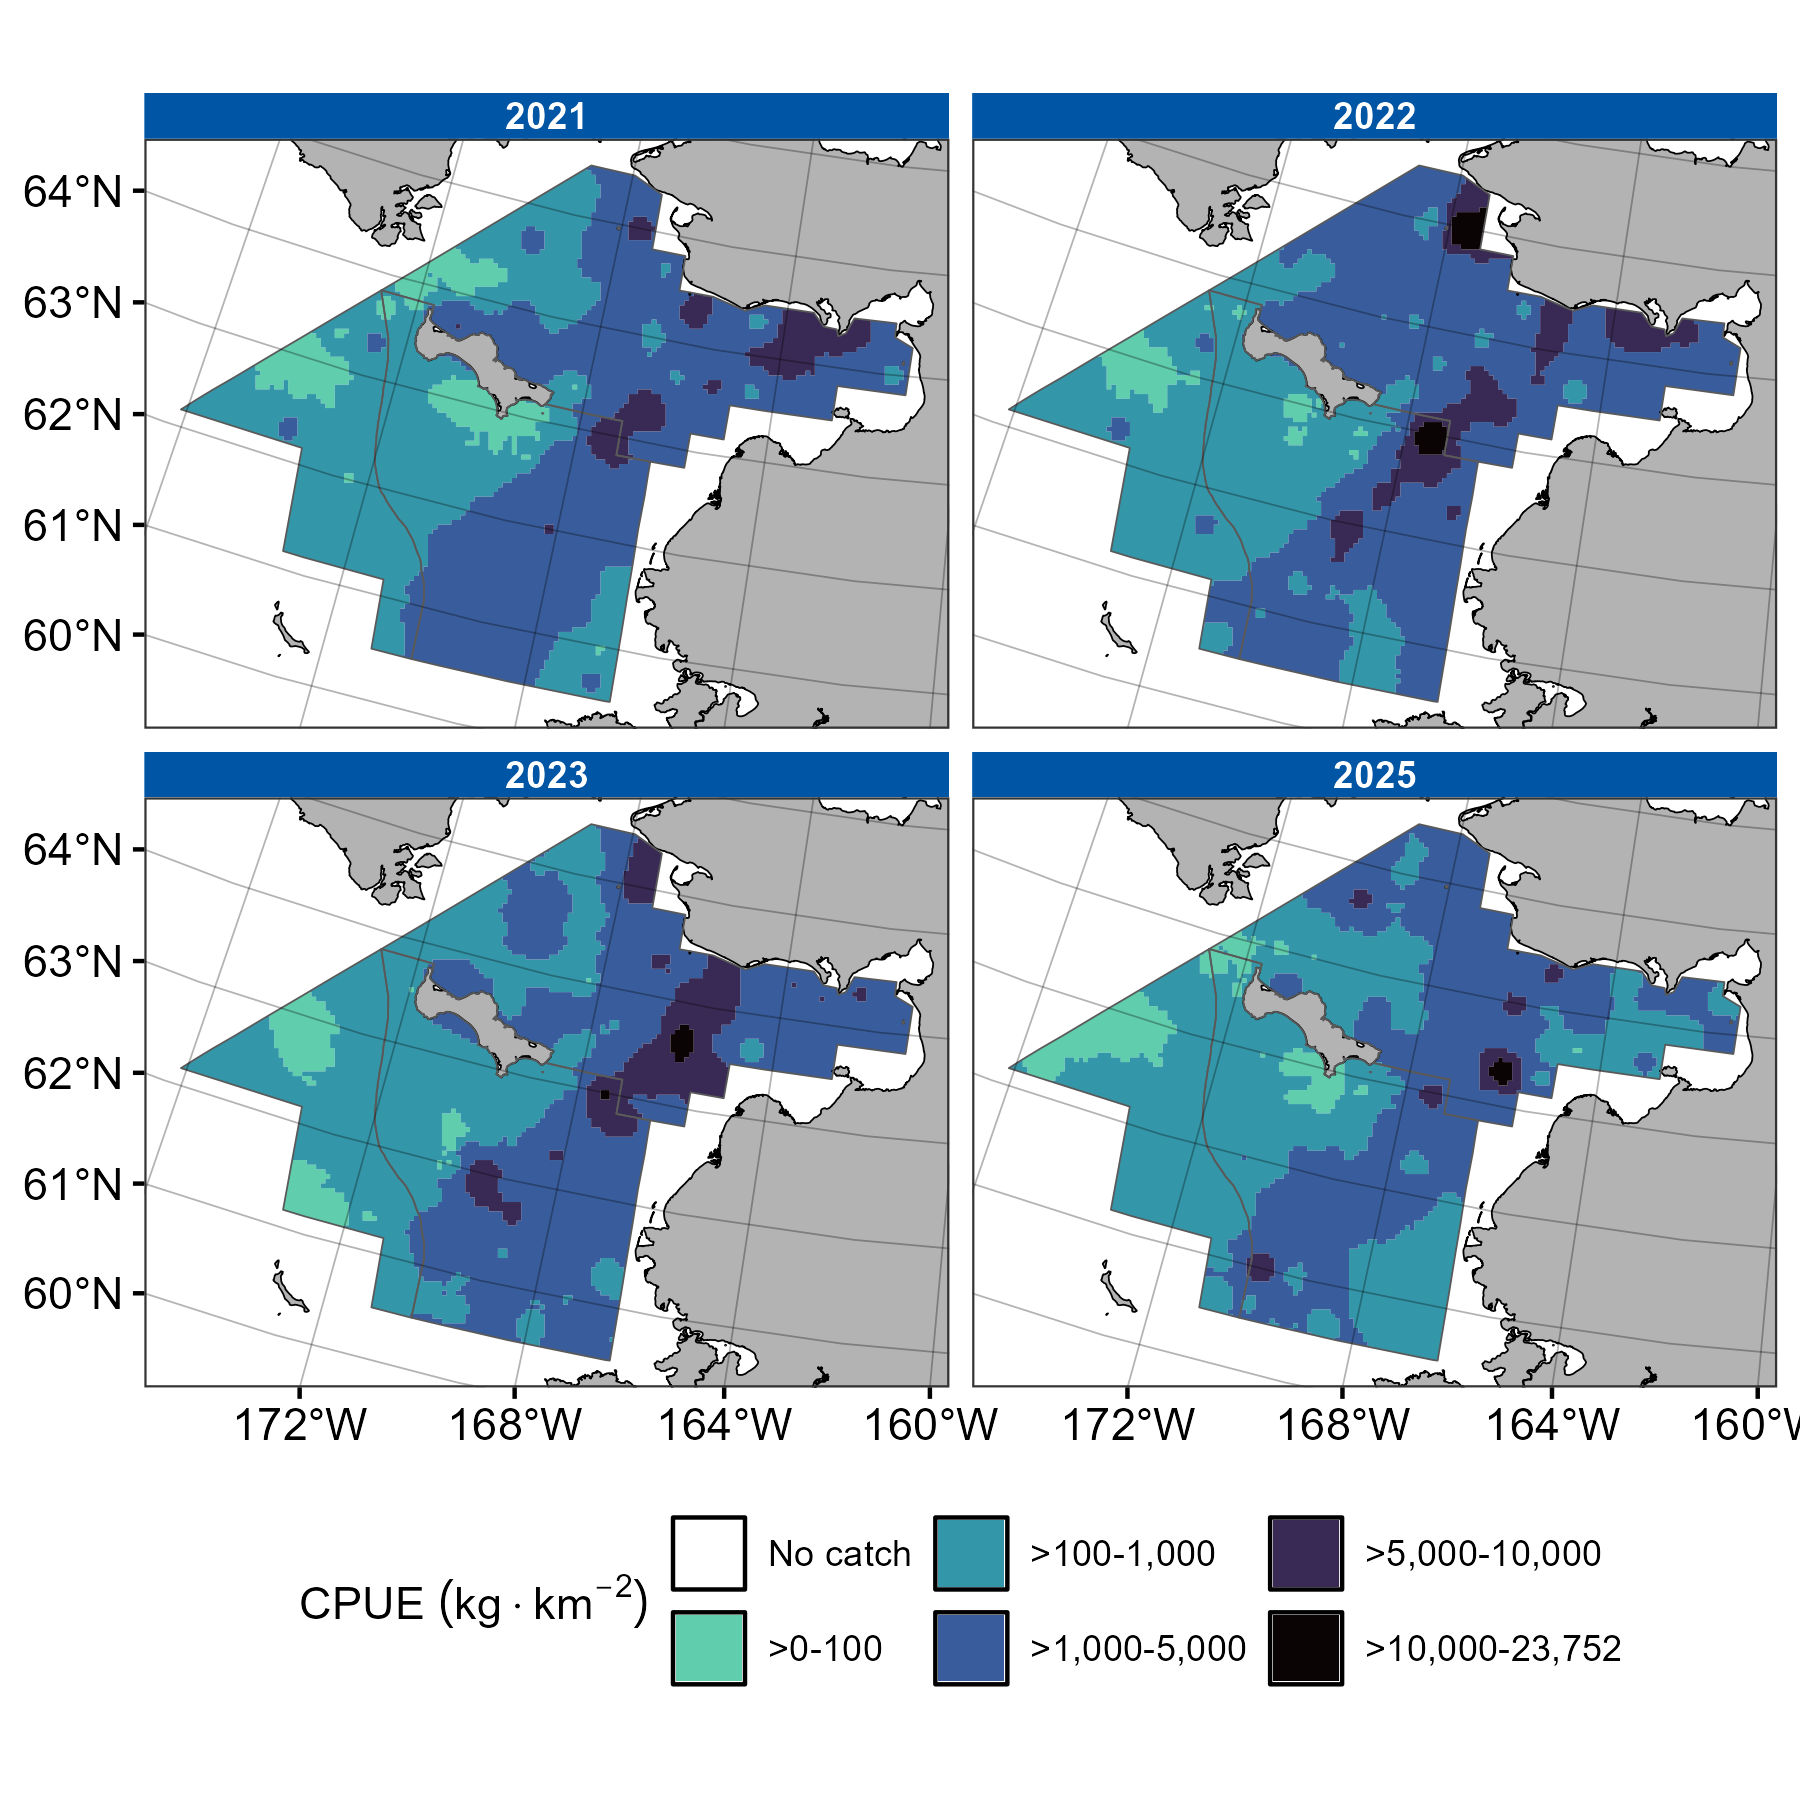 2021
2022
64°N
63°N
62°N
61°N
60°N
2023
2025
64°N
63°N
62°N
61°N
60°N
172°W 168°W 164°W 160°W 172°W 168°W 164°W 160°W
CPUE (kg · km⁻²)
No catch >100-1,000 >5,000-10,000
>0-100 >1,000-5,000 >10,000-23,752